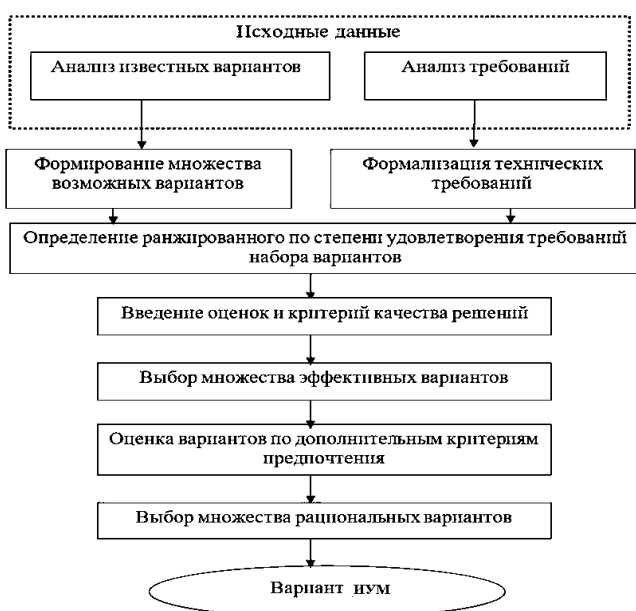 Исходные данные
Анализ известных вариантов
Анализ требований
Формирование множества
возможных вариантов
Формализация технических
требований
Определение ранжированного по степени удовлетворения требований
набора вариантов
Введение оценок и критерий качества решений
Выбор множества эффективных вариантов
Оценка вариантов по дополнительным критериям
предпочтения
Выбор множества рациональных вариантов
Вариант иум